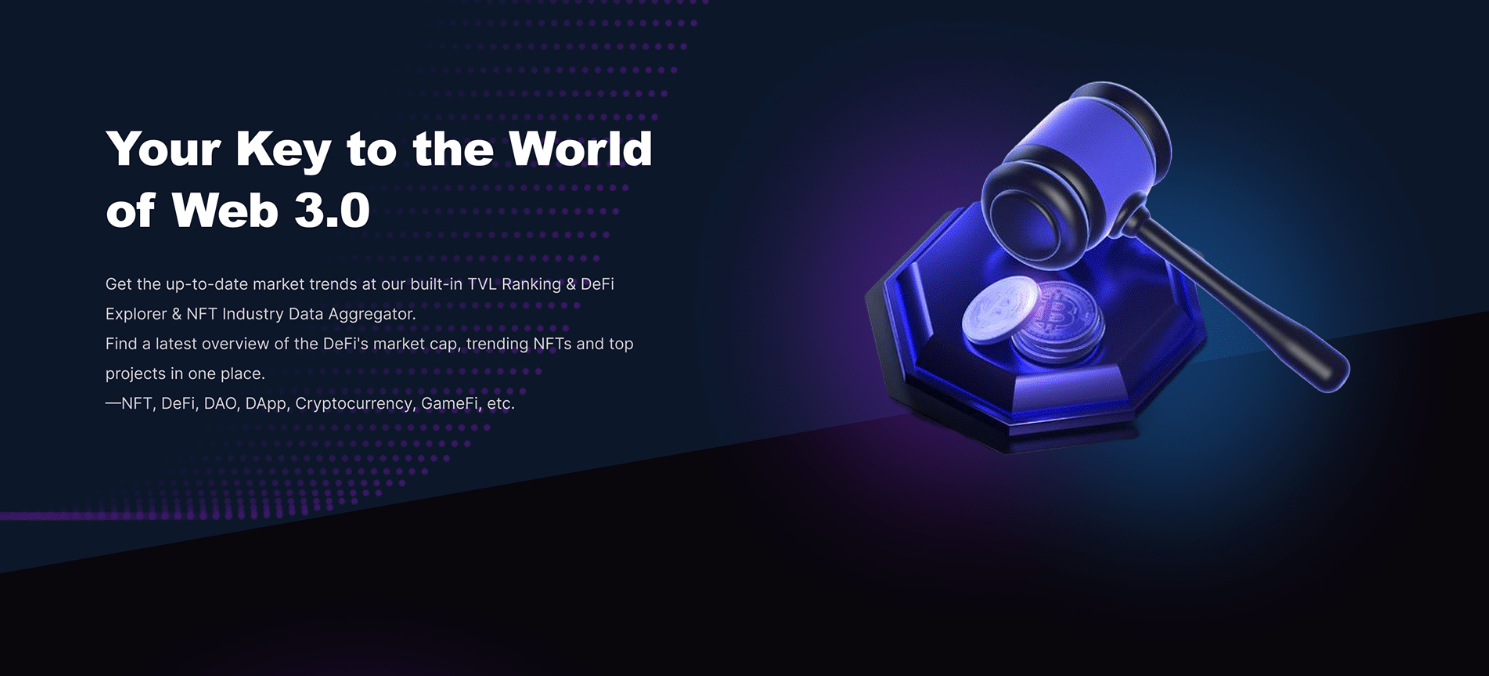 Your Key to the World
of Web 3.0
Get the up-to-date market trends at our built-in TVL Ranking & DeFi
Explorer & NFT Industry Data Aggregator.
Find a latest overview of the DeFi's market cap, trending NFTs and top
projects in one place.
—NFT, DeFi, DAO, DApp, Cryptocurrency, GameFi, etc.